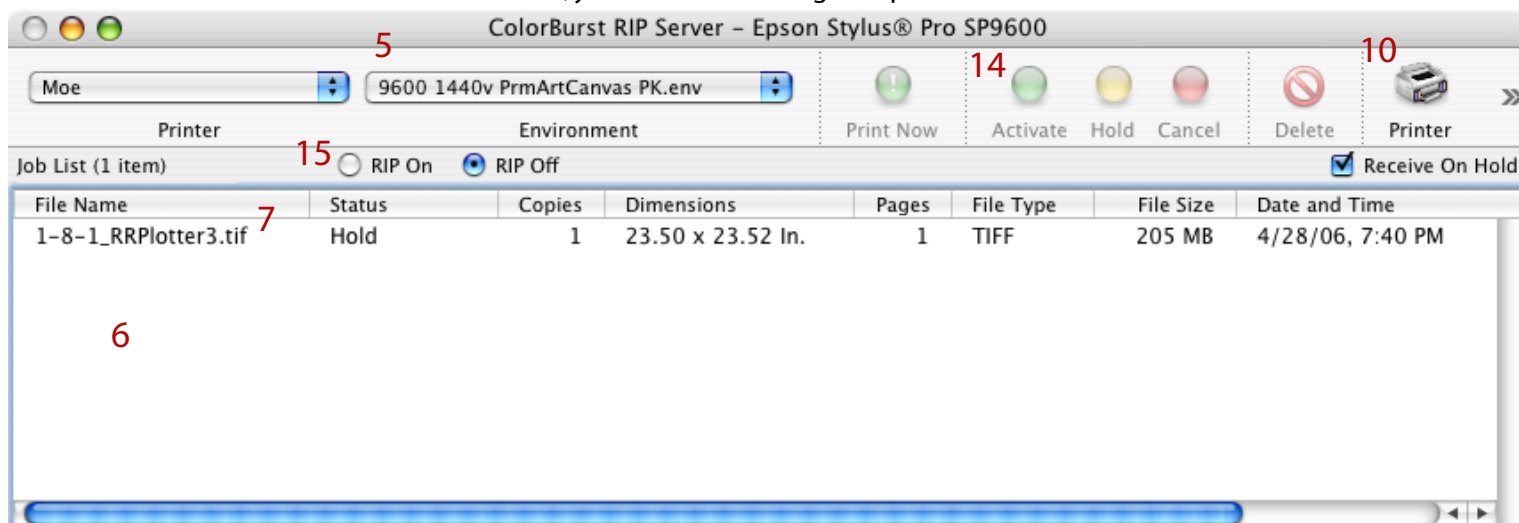 ColorBurst RIP Server – Epson Stylus® Pro SP9600
5
14
10
Moe
9600 1440v PrmArtCanvas PK.env
Printer
Environment
Print Now
Activate
Hold
Cancel
Delete
Printer
Job List (1 item)
15
RIP On
RIP Off
Receive On Hold
File Name Status Copies Dimensions Pages File Type File Size Date and Time
7
1-8-1_RRPlotter3.tif Hold 1 23.50 x 23.52 In. 1 TIFF 205 MB 4/28/06, 7:40 PM
6